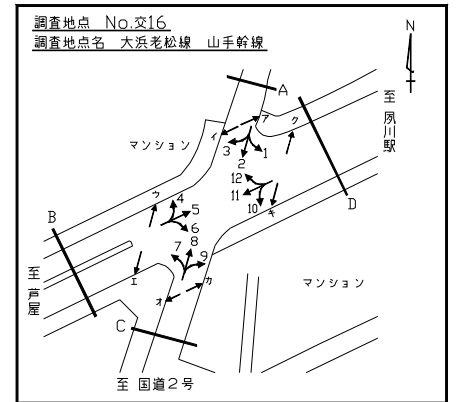 調査地点 No.交16
調査地点名 大浜老松線 山手幹線
N
A
ア
ク
イ
至 夙川駅
マンション
3
1
2
12
11
10
キ
D
ウ
4
5
6
B
7
8
9
エ
オ
カ
マンション
至 芦屋
C
至 国道2号